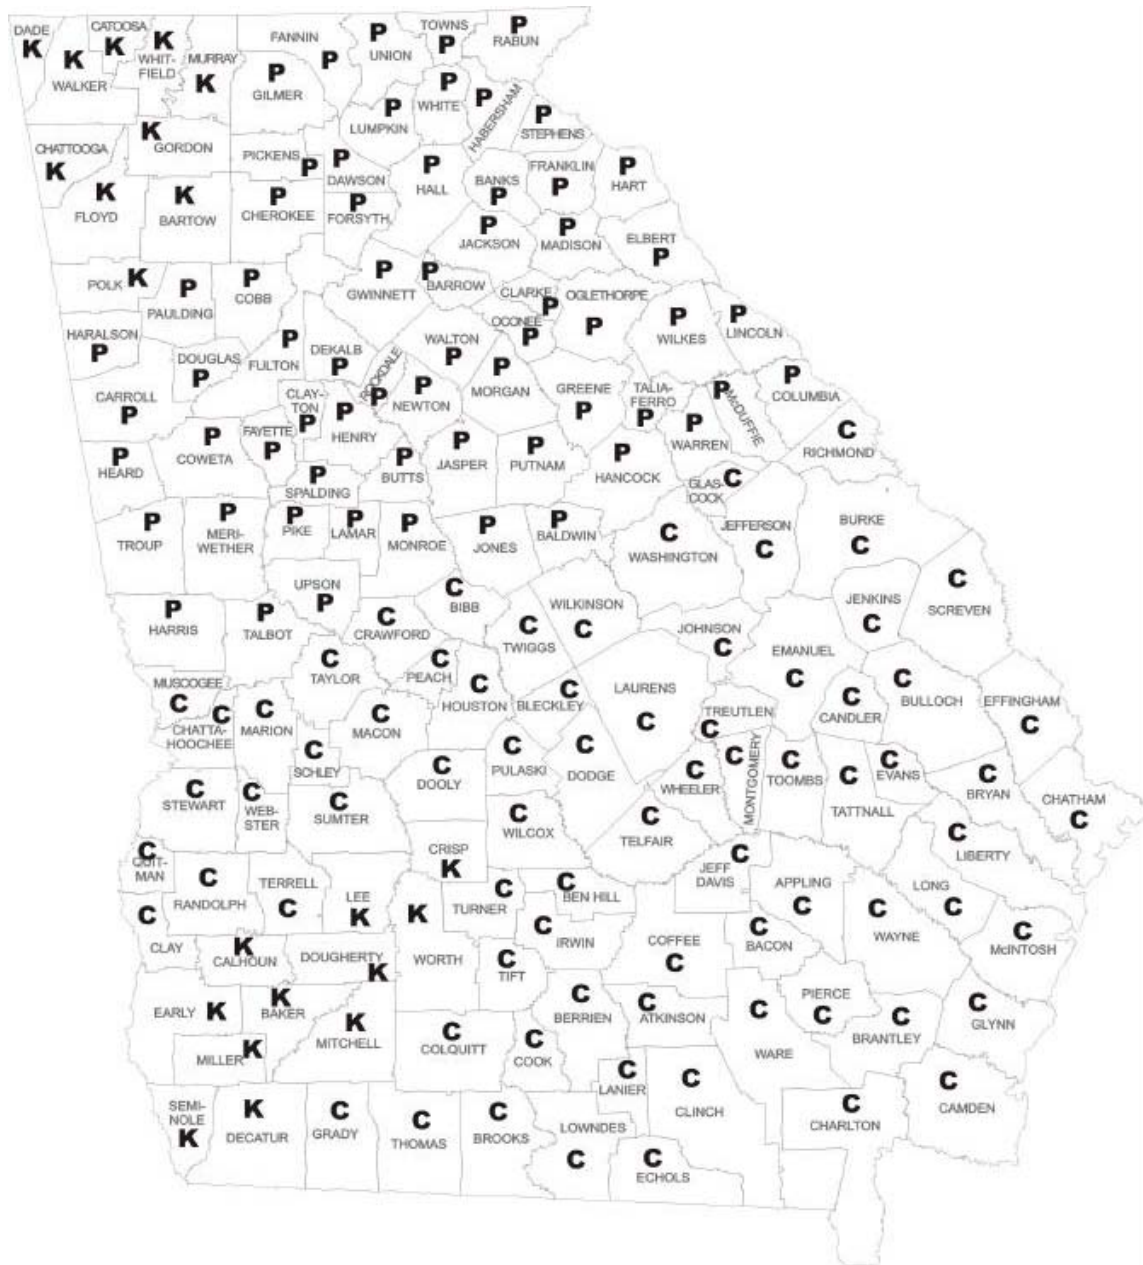 DADE
K
CATOOSA
K
K
WHIT-
FIELD
K
WALKER
MURRAY
K
FANNIN
P
P
GILMER
P
UNION
TOWNS
P
P
RABUN
P
WHITE
P
HABERSHAM
P
STEPHENS
P
LUMPKIN
CHATTOOGA
K
K
GORDON
PICKENS
P
P
DAWSON
P
HALL
BANKS
P
FRANKLIN
P
P
HART
K
FLOYD
K
BARTOW
P
CHEROKEE
P
FORSYTH
P
JACKSON
P
MADISON
ELBERT
P
POLK K
P
PAULDING
P
COBB
P
GWINNETT
P
BARROW
CLARKE
P
OCONEE
P
OGLETHORPE
P
P
WILKES
P
LINCOLN
HARALSON
P
DOUGLAS
P
P
FULTON
DEKALB
P
ROCKDALE
P
WALTON
P
P
NEWTON
P
MORGAN
GREENE
P
TALIA-
FERRO
P
P
WARREN
P
McDUFFIE
P
COLUMBIA
C
RICHMOND
CARROLL
P
P
COWETA
FAYETTE
P
CLAY-
TON
P
P
HENRY
P
HEARD
P
SPALDING
P
BUTTS
P
JASPER
P
PUTNAM
P
HANCOCK
C
GLAS-
COCK
P
TROUP
P
MERI-
WETHER
P
PIKE
P
LAMAR
P
MONROE
P
JONES
P
BALDWIN
C
WASHINGTON
JEFFERSON
C
BURKE
C
UPSON
P
C
BIBB
WILKINSON
C
JENKINS
C
C
SCREVEN
P
HARRIS
P
TALBOT
C
CRAWFORD
C
TWIGGS
JOHNSON
C
EMANUEL
C
C
TAYLOR
C
PEACH
C
HOUSTON
C
BLECKLEY
LAURENS
C
MUSCOGEE
C
C
CHATTA-
HOOCHEE
C
MARION
C
MACON
C
SCHLEY
TREUTLEN
C
C
CANDLER
C
BULLOCH
EFFINGHAM
C
C
STEWART
C
WEB-
STER
C
SUMTER
C
DOOLY
C
PULASKI
C
DODGE
C
WHEELER
C
MONTGOMERY
C
TOOMBS
C
TATTNALL
C
EVANS
C
BRYAN
CHATHAM
C
C
WILCOX
C
TELFAIR
C
LIBERTY
C
QUIT-
MAN
C
RANDOLPH
TERRELL
C
LEE
K
CRISP
K
C
TURNER
C
BEN HILL
C
JEFF
DAVIS
APPLING
C
C
WAYNE
LONG
C
C
McINTOSH
C
CLAY
K
CALHOUN
DOUGHERTY
K
K
WORTH
C
TIFT
C
IRWIN
COFFEE
C
C
BACON
EARLY K
K
BAKER
K
MITCHELL
C
BERRIEN
C
ATKINSON
C
WARE
PIERCE
C
C
BRANTLEY
C
GLYNN
MILLER K
C
COLQUITT
C
COOK
C
LANIER
C
CLINCH
C
CAMDEN
SEMI-
NOLE
K
K
DECATUR
C
GRADY
C
THOMAS
C
BROOKS
LOWNDES
C
C
ECHOLS
C
CHARLTON